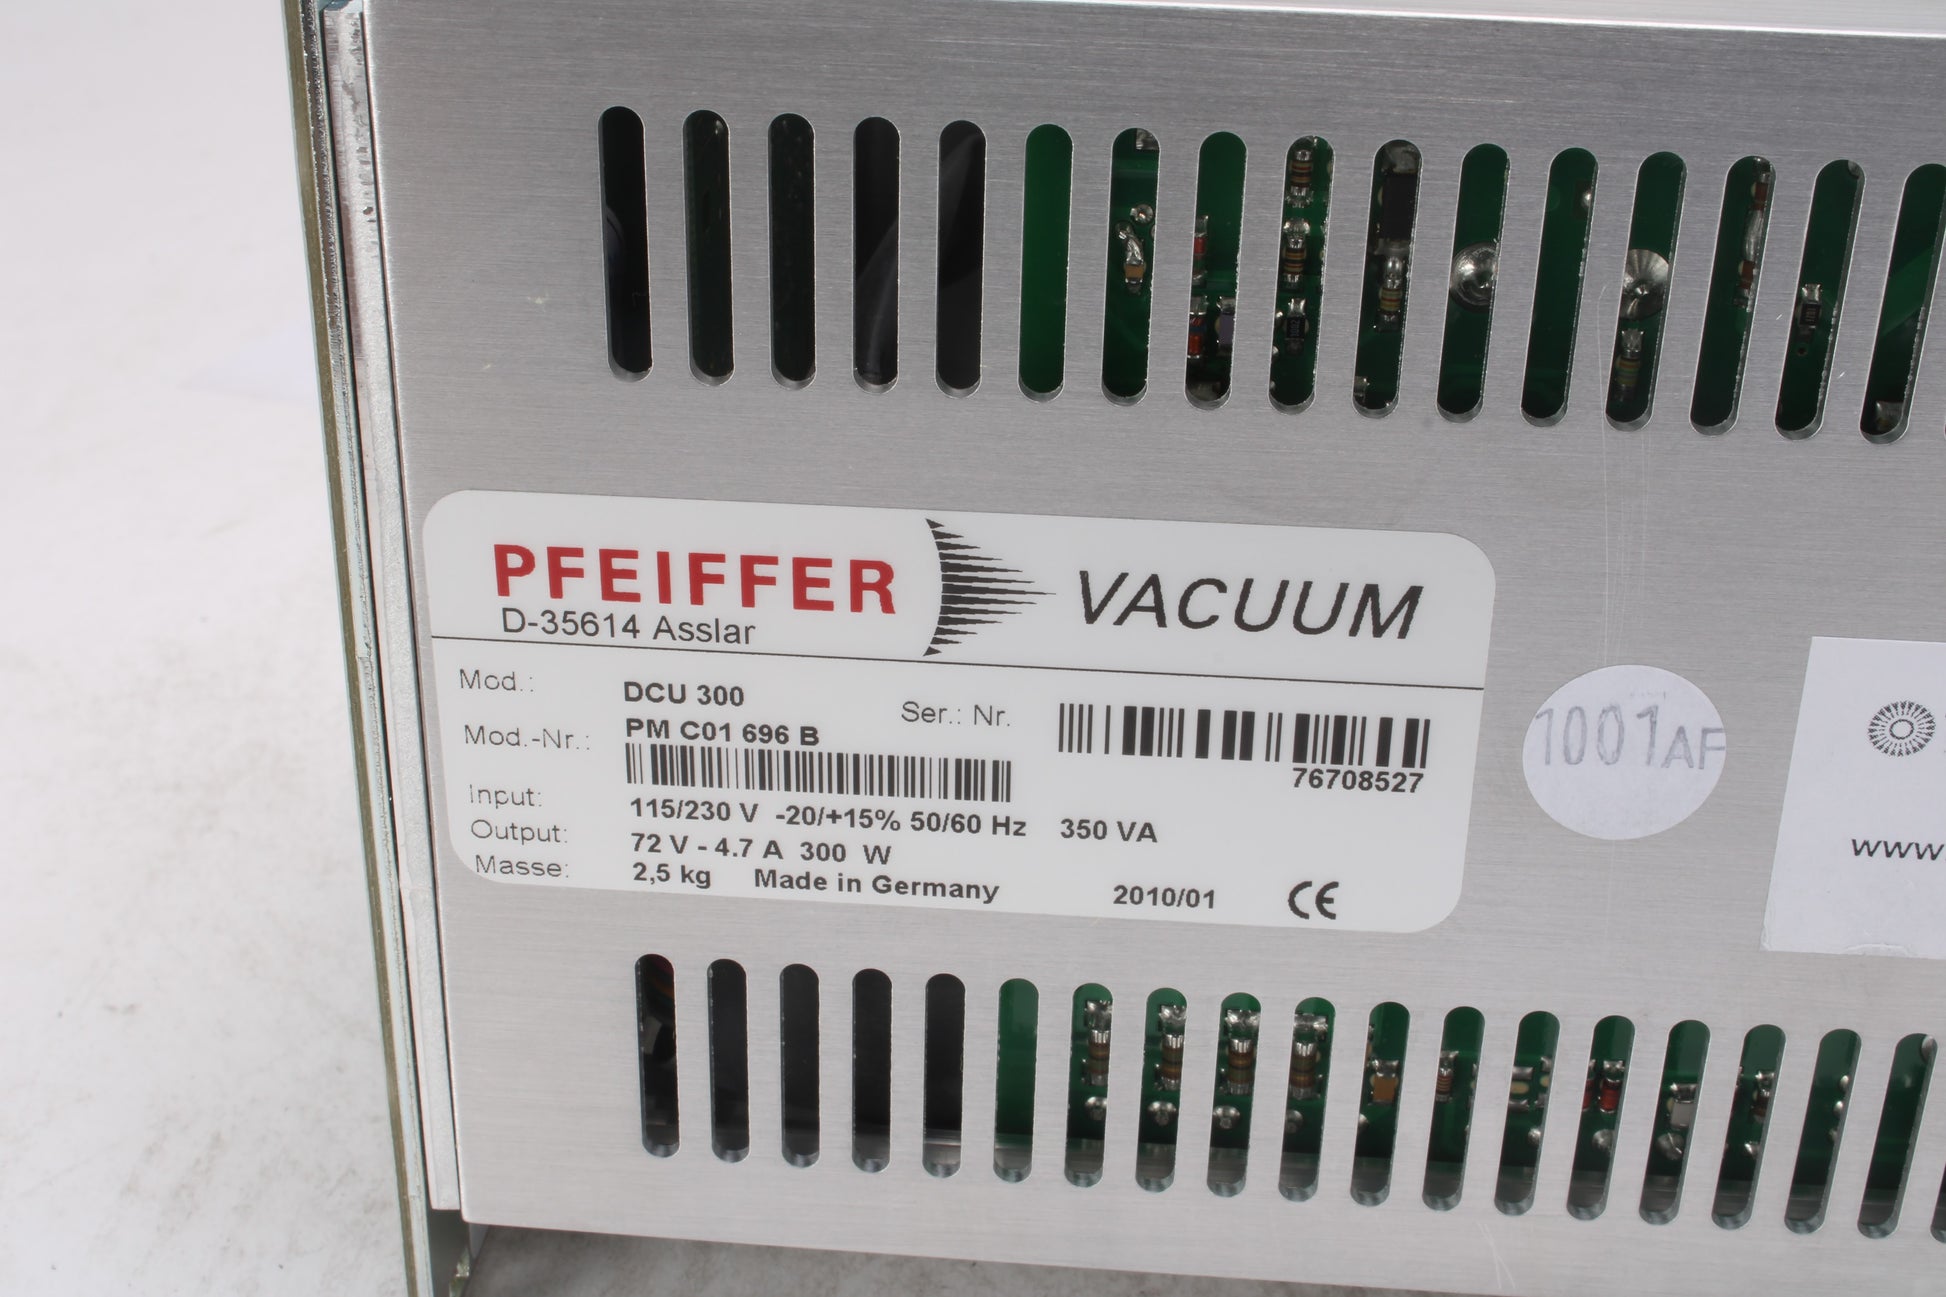 PFEIFFER VACUUM
D-35614 Asslar
Mod.: DCU 300
Ser.: Nr.
Mod.-Nr.: PM C01 696 B
76708527
Input: 115/230 V -20/+15% 50/60 Hz 350 VA
Output: 72 V - 4.7 A 300 W
Masse: 2,5 kg Made in Germany 2010/01 CE
1001AF
www